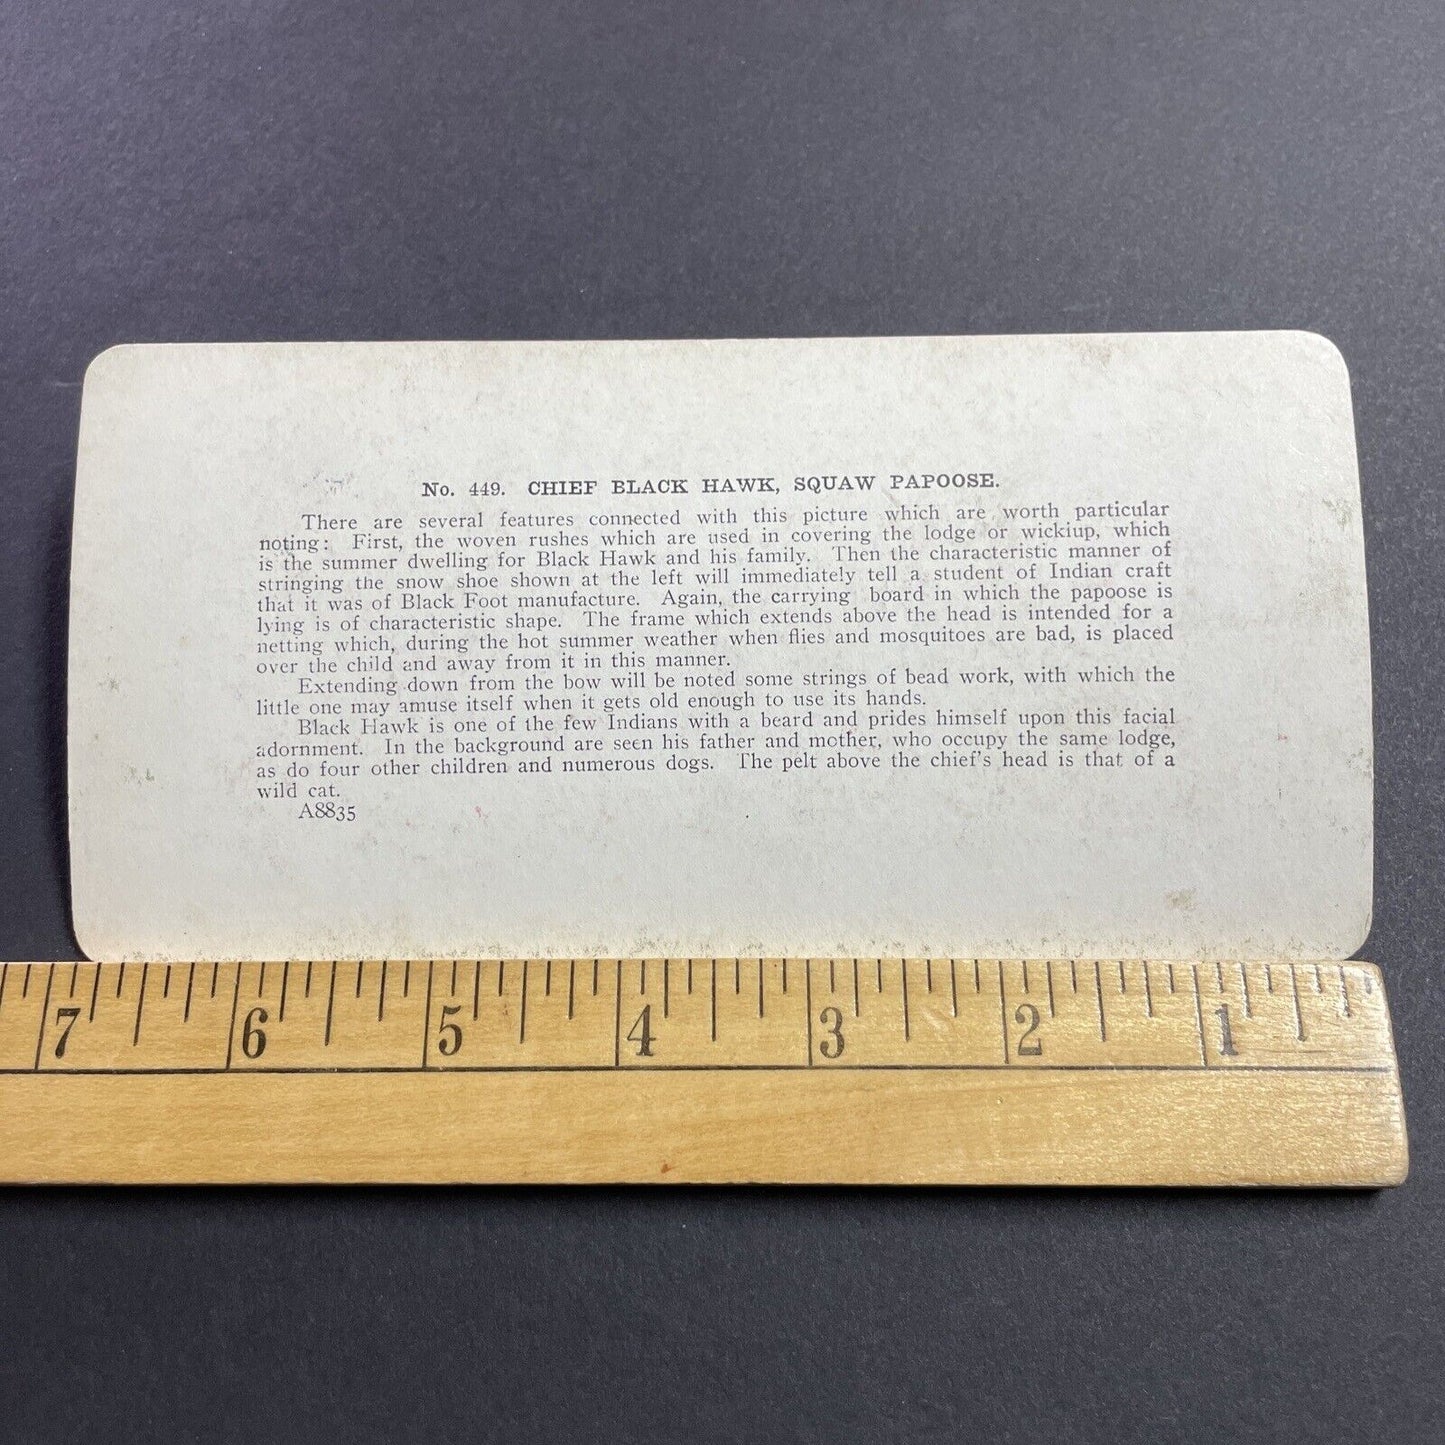 No. 449. CHIEF BLACK HAWK, SQUAW PAPOOSE.
There are several features connected with this picture which are worth particular
noting: First, the woven rushes which are used in covering the lodge or wickiup, which
is the summer dwelling for Black Hawk and his family. Then the characteristic manner of
stringing the snow shoe shown at the left will immediately tell a student of Indian craft
that it was of Black Foot manufacture. Again, the carrying board in which the papoose is
lying is of characteristic shape. The frame which extends above the head is intended for a
netting which, during the hot summer weather when flies and mosquitoes are bad, is placed
over the child and away from it in this manner.
Extending down from the bow will be noted some strings of bead work, with which the
little one may amuse itself when it gets old enough to use its hands.
Black Hawk is one of the few Indians with a beard and prides himself upon this facial
adornment. In the background are seen his father and mother, who occupy the same lodge,
as do four other children and numerous dogs. The pelt above the chief's head is that of a
wild cat.
A8835
7 6 5 4 3 2 1